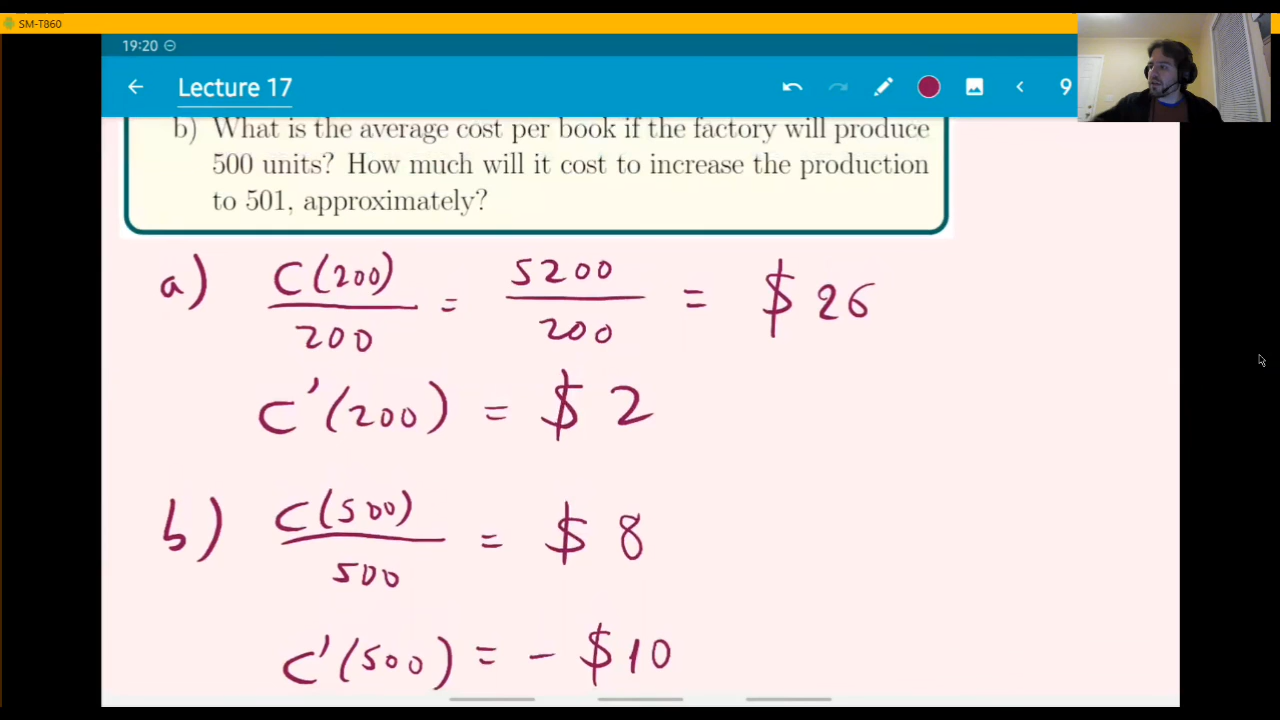 SM-T860
19:20
Lecture 17
9
b) What is the average cost per book if the factory will produce
500 units? How much will it cost to increase the production
to 501, approximately?
a) C(200)/200 = 5200/200 = $ 26
C'(200) = $ 2
b) C(500)/500 = $ 8
C'(500) = - $ 10